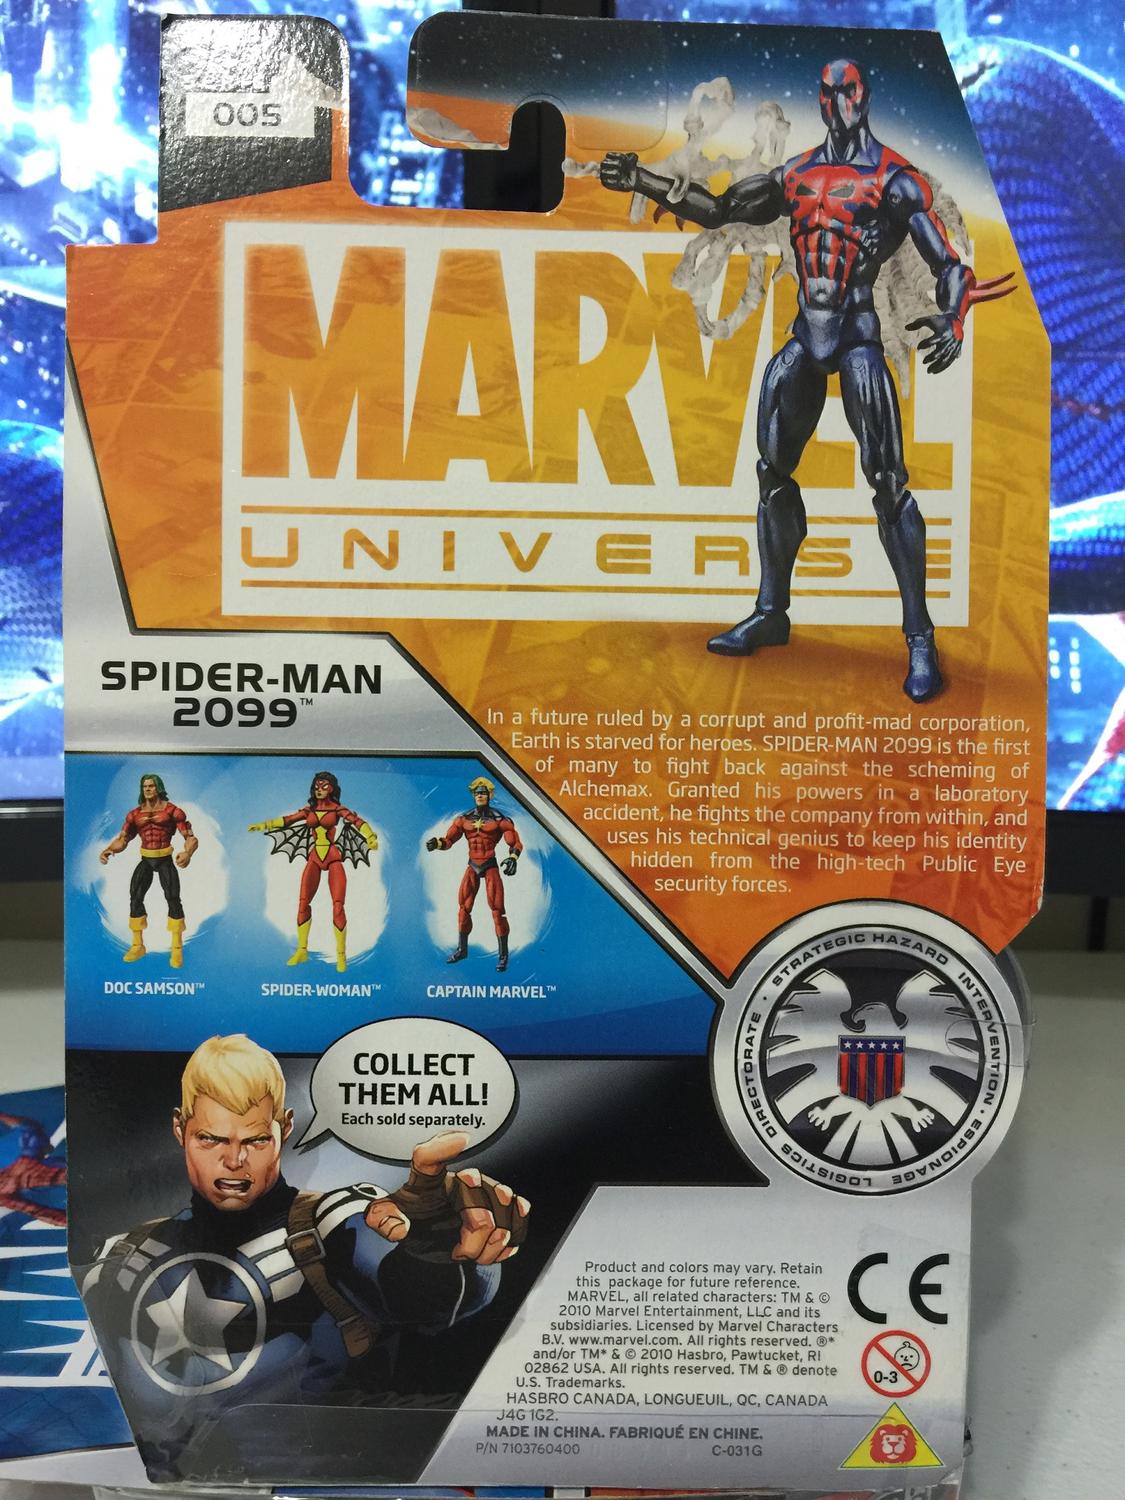 005
MARVEL
UNIVERSE
SPIDER-MAN
2099™
In a future ruled by a corrupt and profit-mad corporation,
Earth is starved for heroes. SPIDER-MAN 2099 is the first
of many to fight back against the scheming of
Alchemax. Granted his powers in a laboratory
accident, he fights the company from within, and
uses his technical genius to keep his identity
hidden from the high-tech Public Eye
security forces.
DOC SAMSON™
SPIDER-WOMAN™
CAPTAIN MARVEL™
STRATEGIC HAZARD INTERVENTION • ESPIONAGE LOGISTICS DIRECTORATE •
COLLECT
THEM ALL!
Each sold separately.
Product and colors may vary. Retain
this package for future reference.
MARVEL, all related characters: TM & ©
2010 Marvel Entertainment, LLC and its
subsidiaries. Licensed by Marvel Characters
B.V. www.marvel.com. All rights reserved. ®*
and/or TM* & © 2010 Hasbro, Pawtucket, RI
02862 USA. All rights reserved. TM & ® denote
U.S. Trademarks.
HASBRO CANADA, LONGUEUIL, QC, CANADA
J4G 1G2.
MADE IN CHINA. FABRIQUÉ EN CHINE.
P/N 7103760400 C-031G
CE
0-3